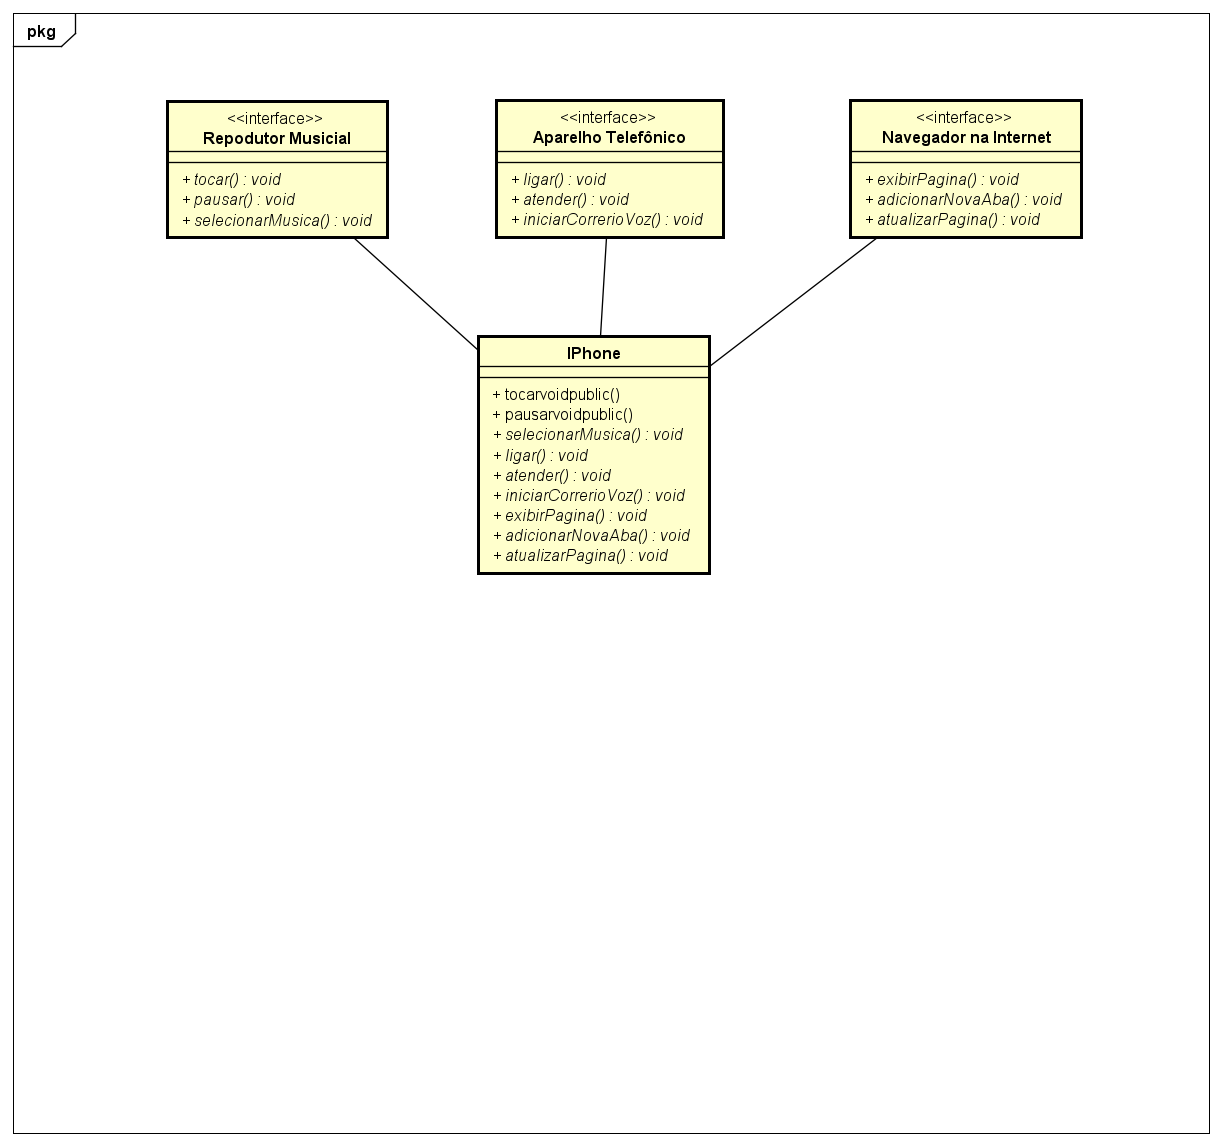 pkg
<<interface>>
Repodutor Musicial
+ tocar() : void
+ pausar() : void
+ selecionarMusica() : void
<<interface>>
Aparelho Telefônico
+ ligar() : void
+ atender() : void
+ iniciarCorrerioVoz() : void
<<interface>>
Navegador na Internet
+ exibirPagina() : void
+ adicionarNovaAba() : void
+ atualizarPagina() : void
IPhone
+ tocarvoidpublic()
+ pausarvoidpublic()
+ selecionarMusica() : void
+ ligar() : void
+ atender() : void
+ iniciarCorrerioVoz() : void
+ exibirPagina() : void
+ adicionarNovaAba() : void
+ atualizarPagina() : void